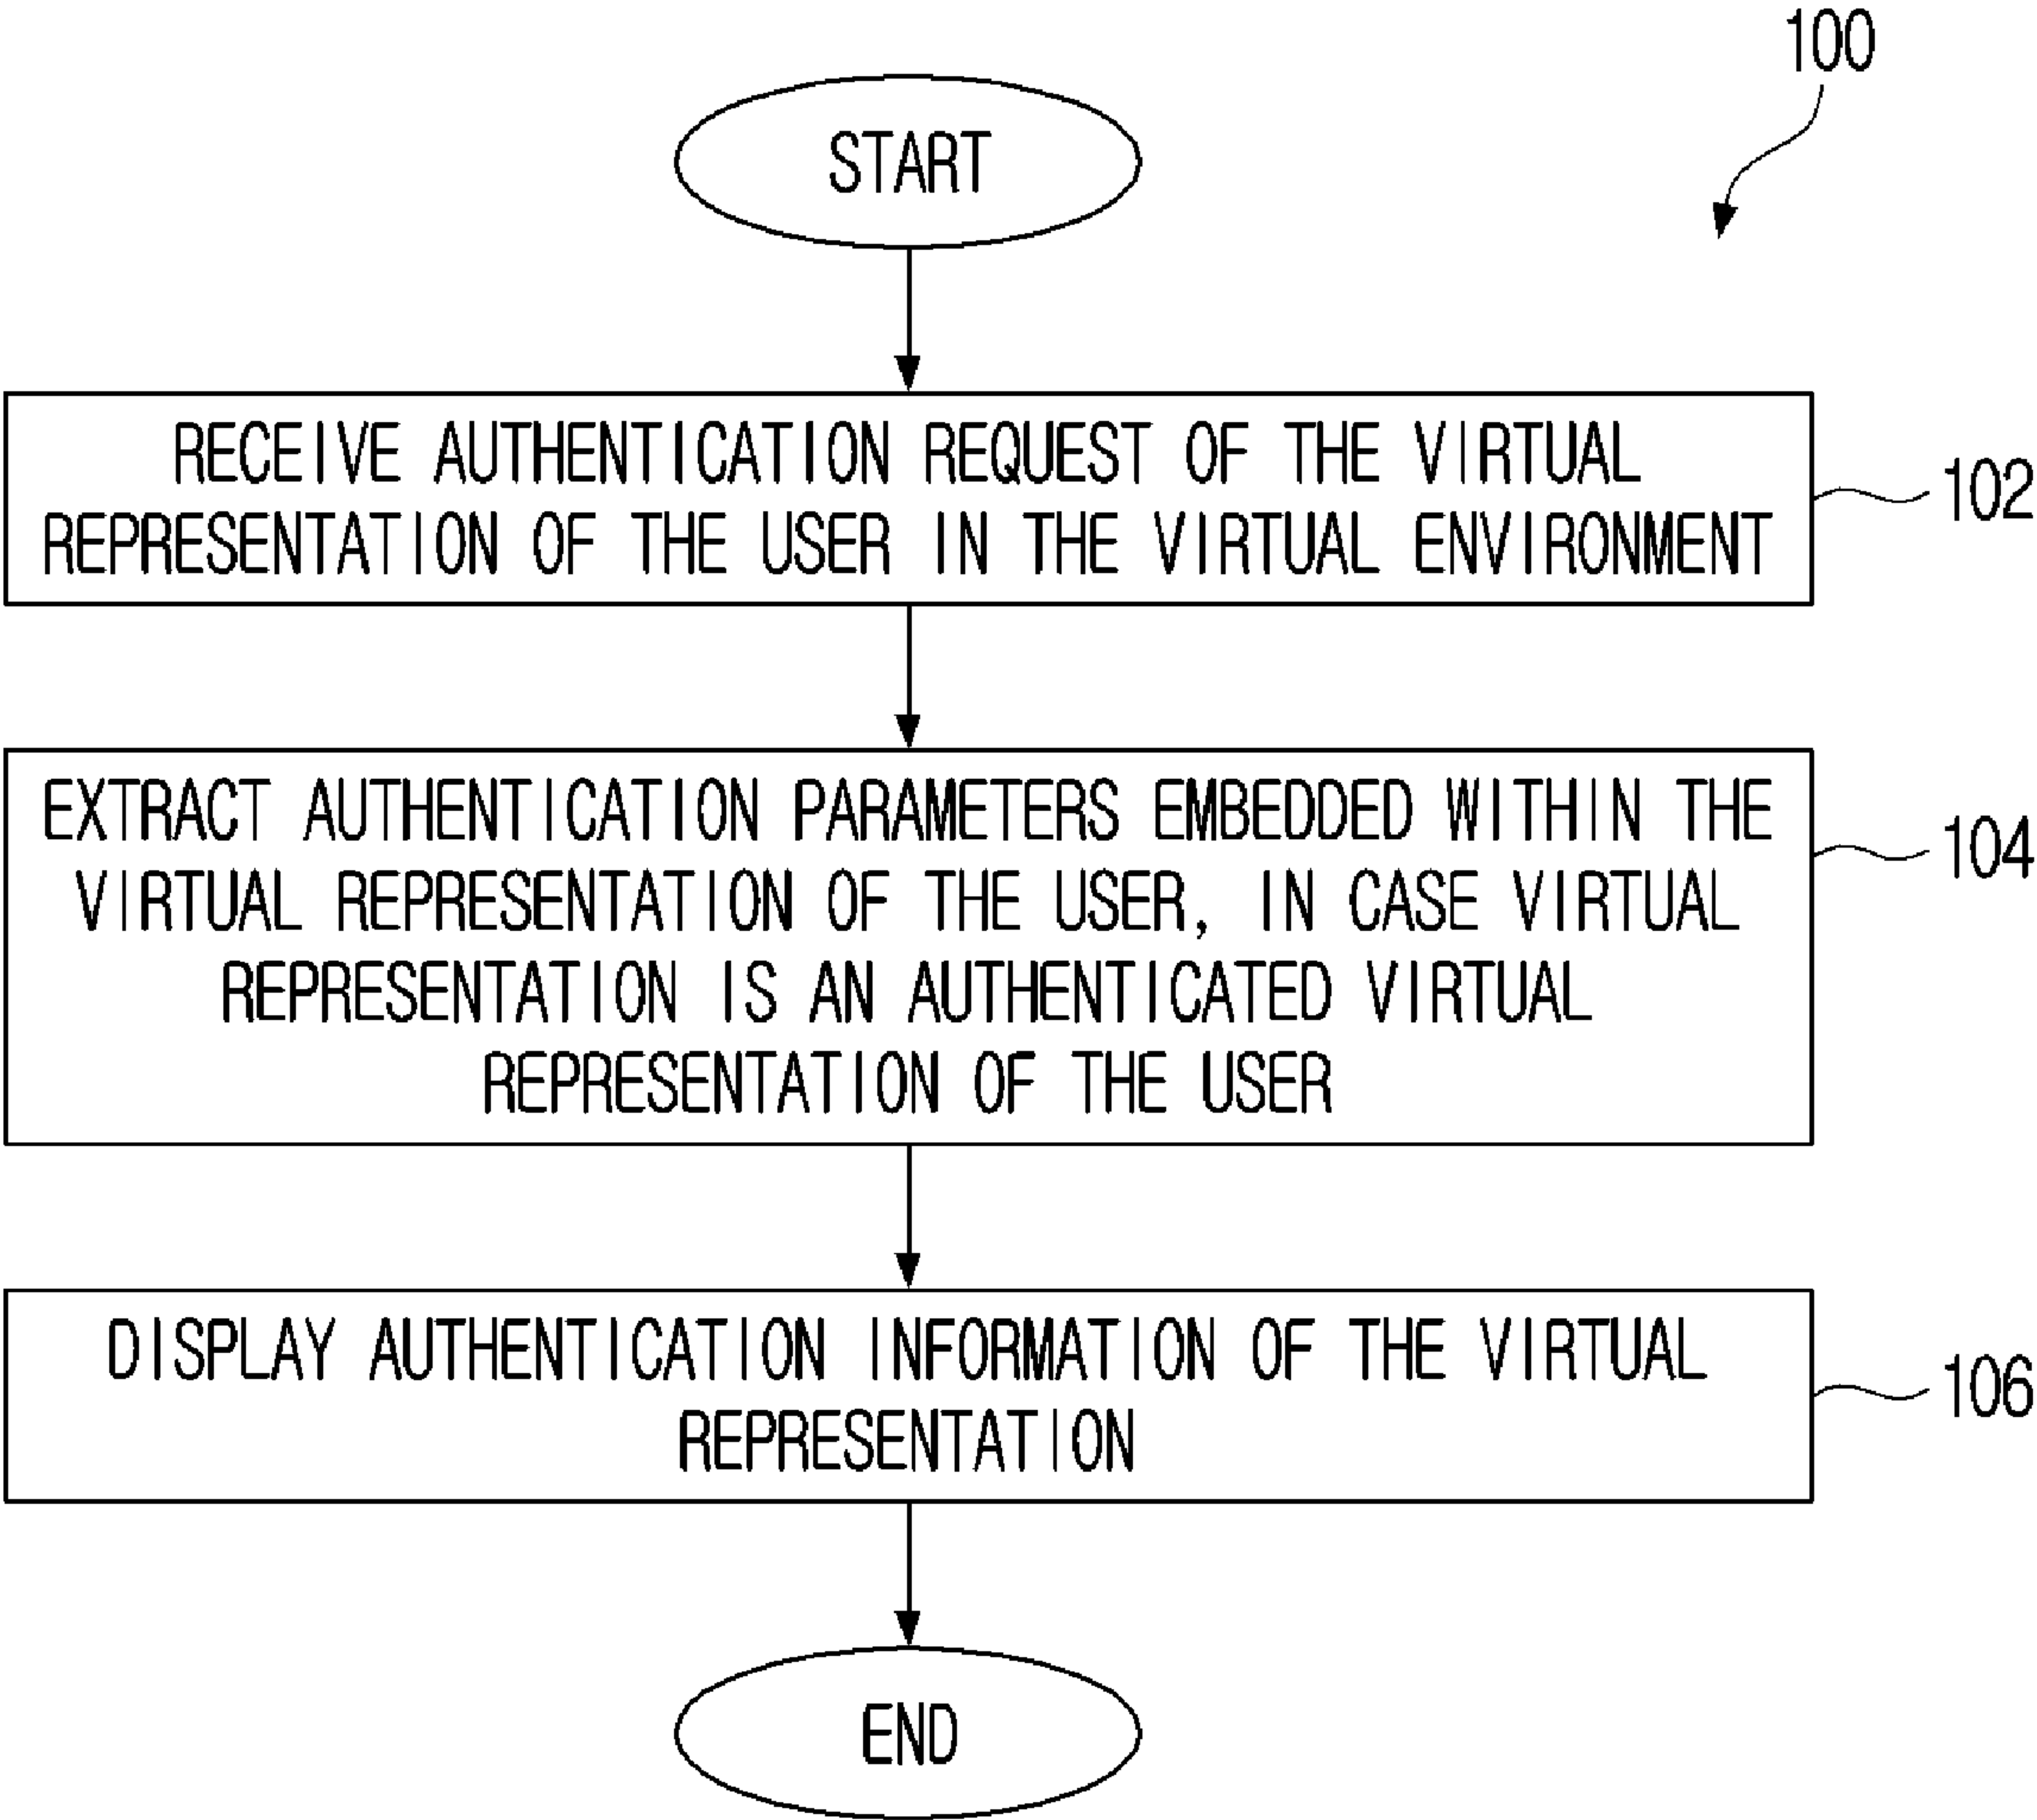 100
START
RECEIVE AUTHENTICATION REQUEST OF THE VIRTUAL
REPRESENTATION OF THE USER IN THE VIRTUAL ENVIRONMENT
102
EXTRACT AUTHENTICATION PARAMETERS EMBEDDED WITHIN THE
VIRTUAL REPRESENTATION OF THE USER, IN CASE VIRTUAL
REPRESENTATION IS AN AUTHENTICATED VIRTUAL
REPRESENTATION OF THE USER
104
DISPLAY AUTHENTICATION INFORMATION OF THE VIRTUAL
REPRESENTATION
106
END